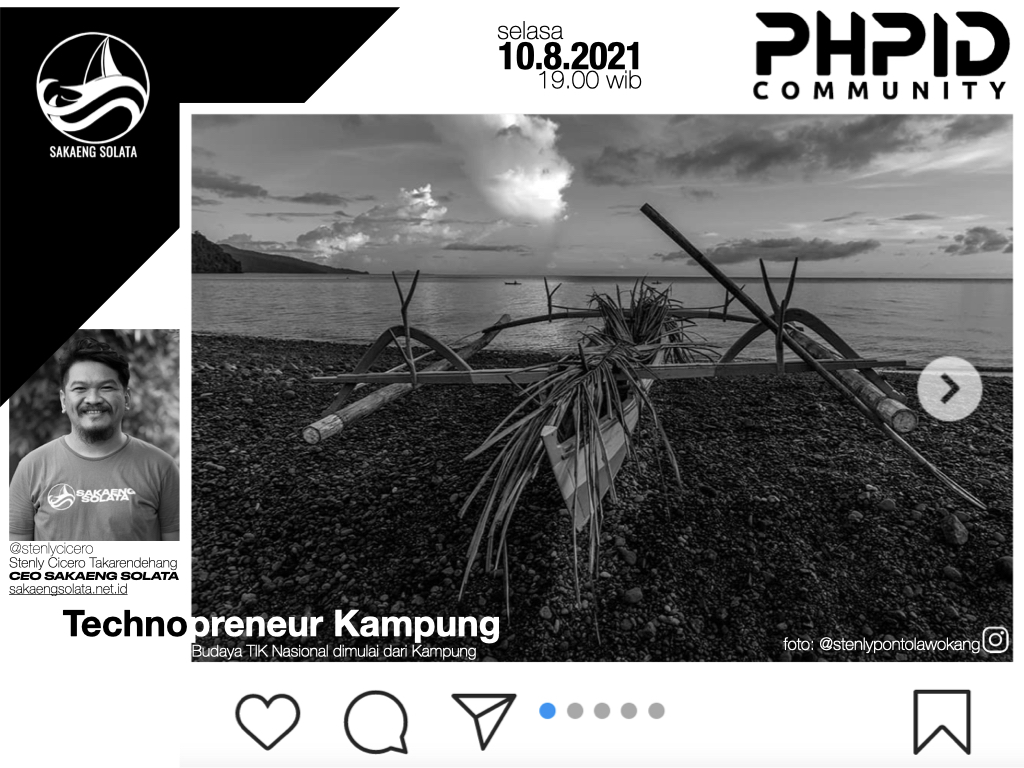 SAKAENG SOLATA
selasa
10.8.2021
19.00 wib
PHPID
COMMUNITY
SAKAENG
SOLATA
@stenlycicero
Stenly Cicero Takarendehang
CEO SAKAENG SOLATA
sakaengsolata.net.id
Technopreneur Kampung
Budaya TIK Nasional dimulai dari Kampung
foto: @stenlypontolawokang